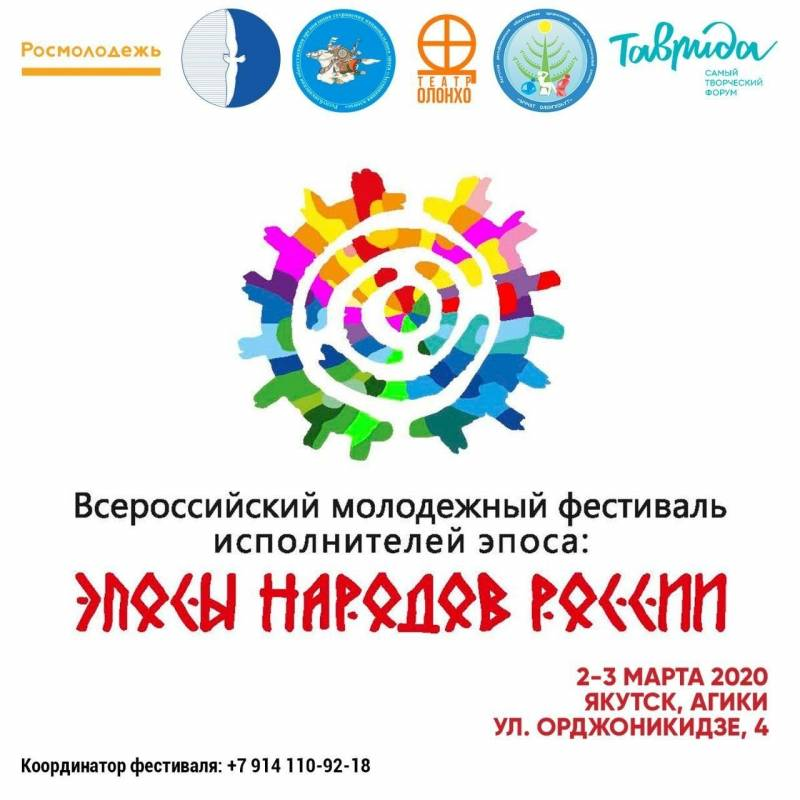 Росмолодежь
ТЕАТР
ОЛОНХО
Таврида
САМЫЙ
ТВОРЧЕСКИЙ
ФОРУМ
Всероссийский молодежный фестиваль
исполнителей эпоса:
ЭПОСЫ НАРОДОВ РОССИИ
2-3 МАРТА 2020
ЯКУТСК, АГИКИ
УЛ. ОРДЖОНИКИДЗЕ, 4
Координатор фестиваля: +7 914 110-92-18